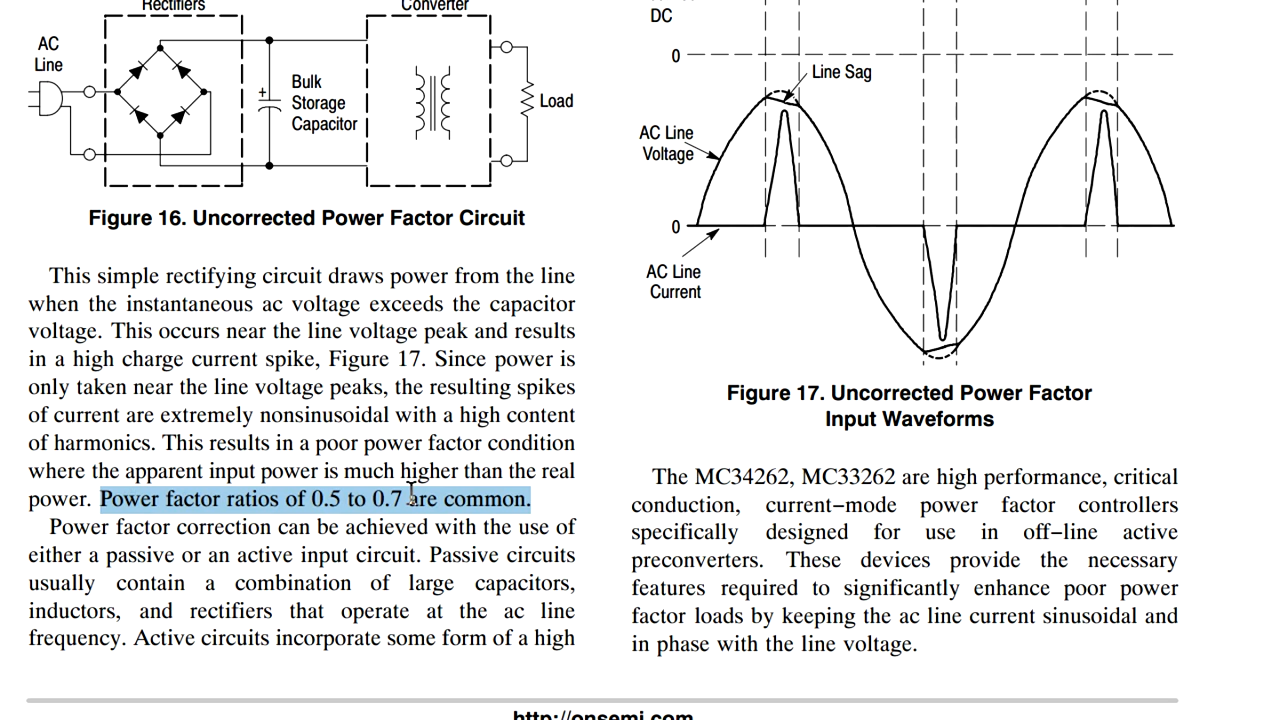 Rectifiers
Converter
AC
Line
+
Bulk
Storage
Capacitor
Load
Figure 16. Uncorrected Power Factor Circuit
This simple rectifying circuit draws power from the line
when the instantaneous ac voltage exceeds the capacitor
voltage. This occurs near the line voltage peak and results
in a high charge current spike, Figure 17. Since power is
only taken near the line voltage peaks, the resulting spikes
of current are extremely nonsinusoidal with a high content
of harmonics. This results in a poor power factor condition
where the apparent input power is much higher than the real
power. Power factor ratios of 0.5 to 0.7 are common.
Power factor correction can be achieved with the use of
either a passive or an active input circuit. Passive circuits
usually contain a combination of large capacitors,
inductors, and rectifiers that operate at the ac line
frequency. Active circuits incorporate some form of a high
DC
0
Line Sag
AC Line
Voltage
0
AC Line
Current
Figure 17. Uncorrected Power Factor
Input Waveforms
The MC34262, MC33262 are high performance, critical
conduction, current−mode power factor controllers
specifically designed for use in off−line active
preconverters. These devices provide the necessary
features required to significantly enhance poor power
factor loads by keeping the ac line current sinusoidal and
in phase with the line voltage.
http://onsemi.com